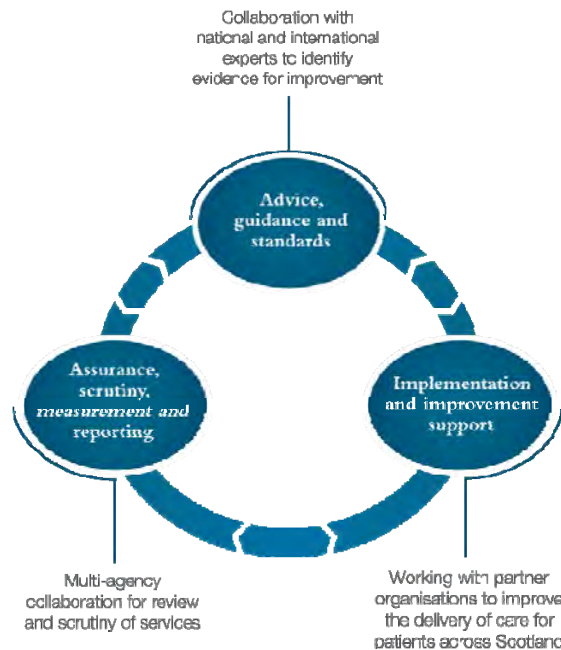 Collaboration with
national and international
experts to identify
evidence for improvement
Advice,
guidance and
standards
Assurance,
scrutiny,
measurement and
reporting
Implementation
and improvement
support
Multi-agency
collaboration for review
and scrutiny of services
Working with partner
organisations to improve
the delivery of care for
patients across Scotland